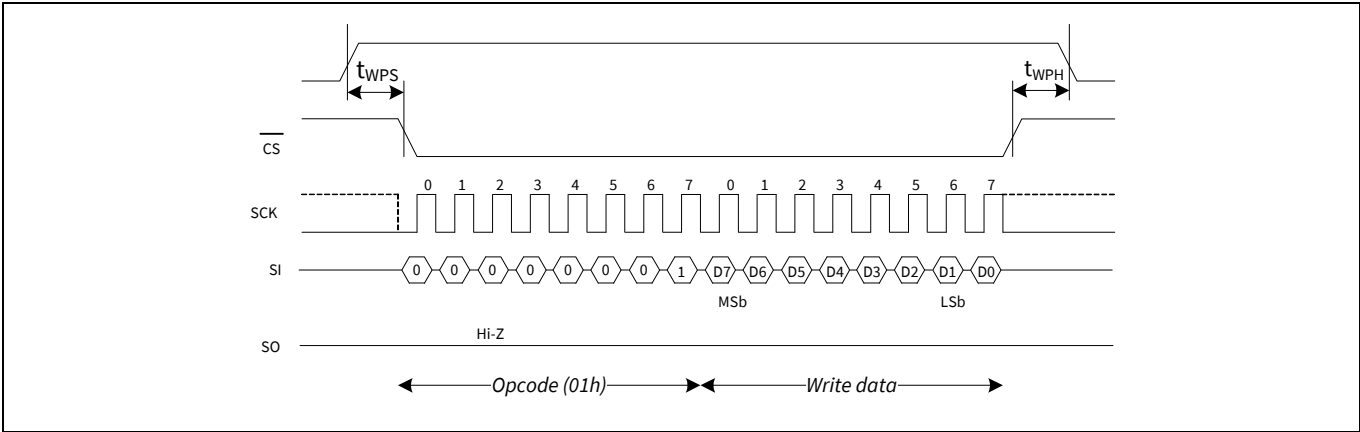 tWPS
tWPH
CS
0 1 2 3 4 5 6 7 0 1 2 3 4 5 6 7
SCK
SI 0 0 0 0 0 0 0 1 D7 D6 D5 D4 D3 D2 D1 D0
MSb LSb
Hi-Z
SO
Opcode (01h) Write data